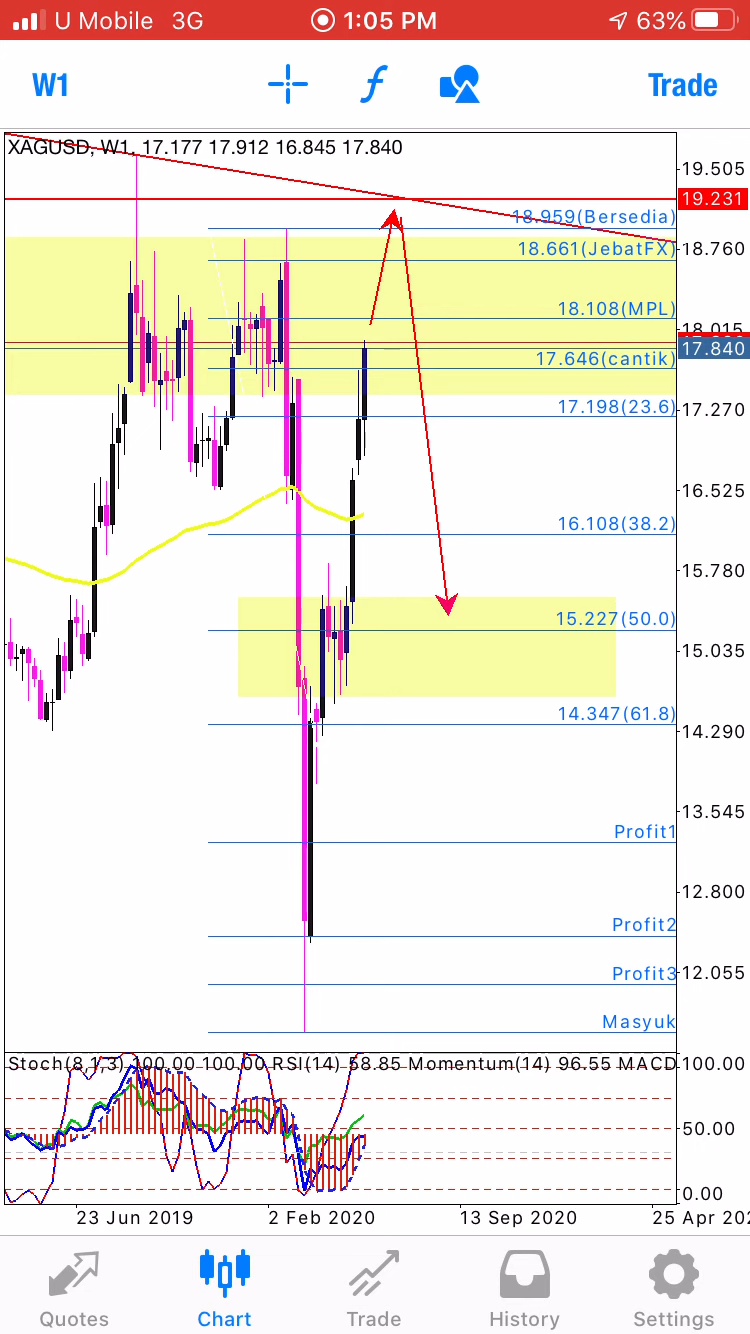 U Mobile 3G 1:05 PM 63%
W1 f Trade
XAGUSD, W1, 17.177 17.912 16.845 17.840
19.505
19.231
18.959(Bersedia)
18.661(JebatFX)
18.760
18.108(MPL)
18.015
17.840
17.646(cantik)
17.198(23.6)
17.270
16.525
16.108(38.2)
15.780
15.227(50.0)
15.035
14.347(61.8)
14.290
13.545
Profit1
12.800
Profit2
Profit3
12.055
Masyuk
Stoch(8,1,3) 100.00 100.00 RSI(14) 58.85 Momentum(14) 96.55 MACD
100.00
50.00
0.00
23 Jun 2019 2 Feb 2020 13 Sep 2020 25 Apr 202
Quotes Chart Trade History Settings